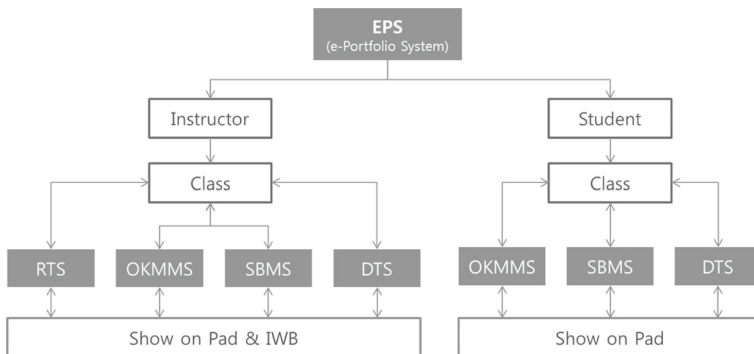 EPS
(e-Portfolio System)
Instructor
Student
Class
Class
RTS
OKMMS
SBMS
DTS
OKMMS
SBMS
DTS
Show on Pad & IWB
Show on Pad